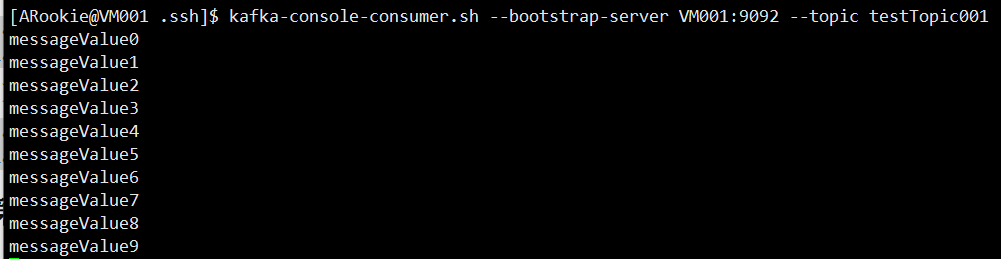 [ARookie@VM001 .ssh]$ kafka-console-consumer.sh --bootstrap-server VM001:9092 --topic testTopic001
messageValue0
messageValue1
messageValue2
messageValue3
messageValue4
messageValue5
messageValue6
messageValue7
messageValue8
messageValue9